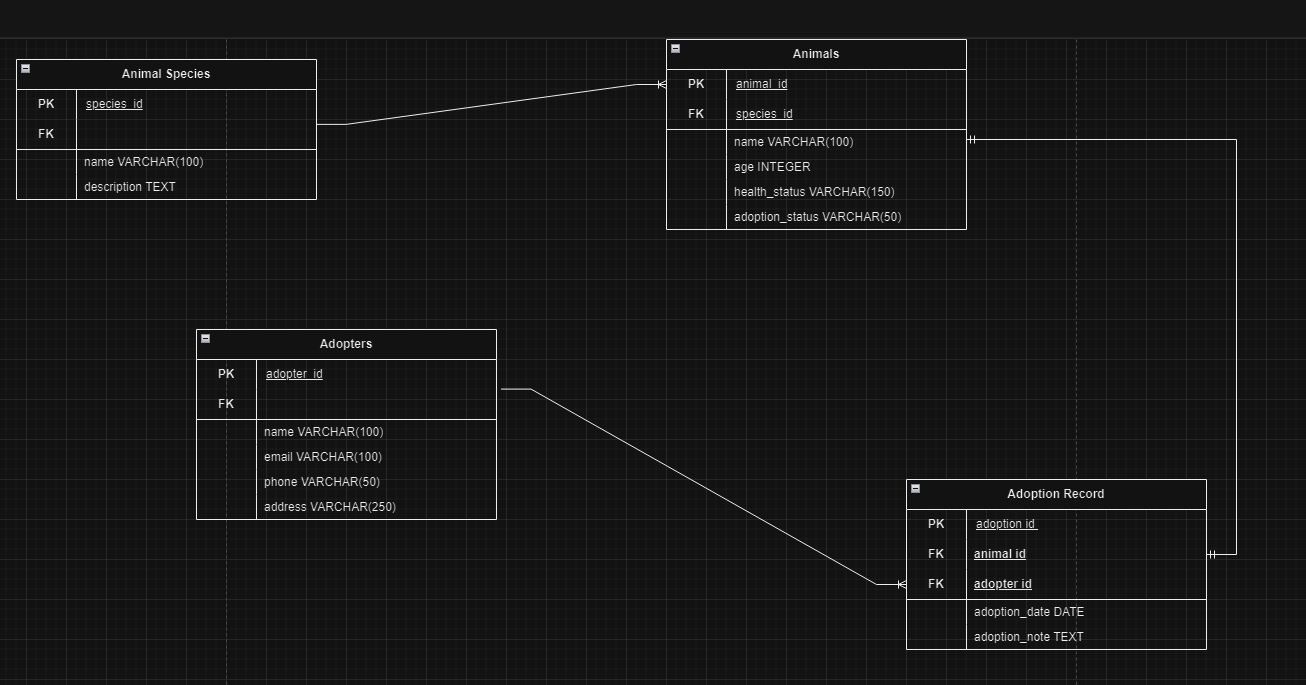 Animal Species
PK species_id
FK
name VARCHAR(100)
description TEXT
Animals
PK animal_id
FK species_id
name VARCHAR(100)
age INTEGER
health_status VARCHAR(150)
adoption_status VARCHAR(50)
Adopters
PK adopter_id
FK
name VARCHAR(100)
email VARCHAR(100)
phone VARCHAR(50)
address VARCHAR(250)
Adoption Record
PK adoption id
FK animal id
FK adopter id
adoption_date DATE
adoption_note TEXT